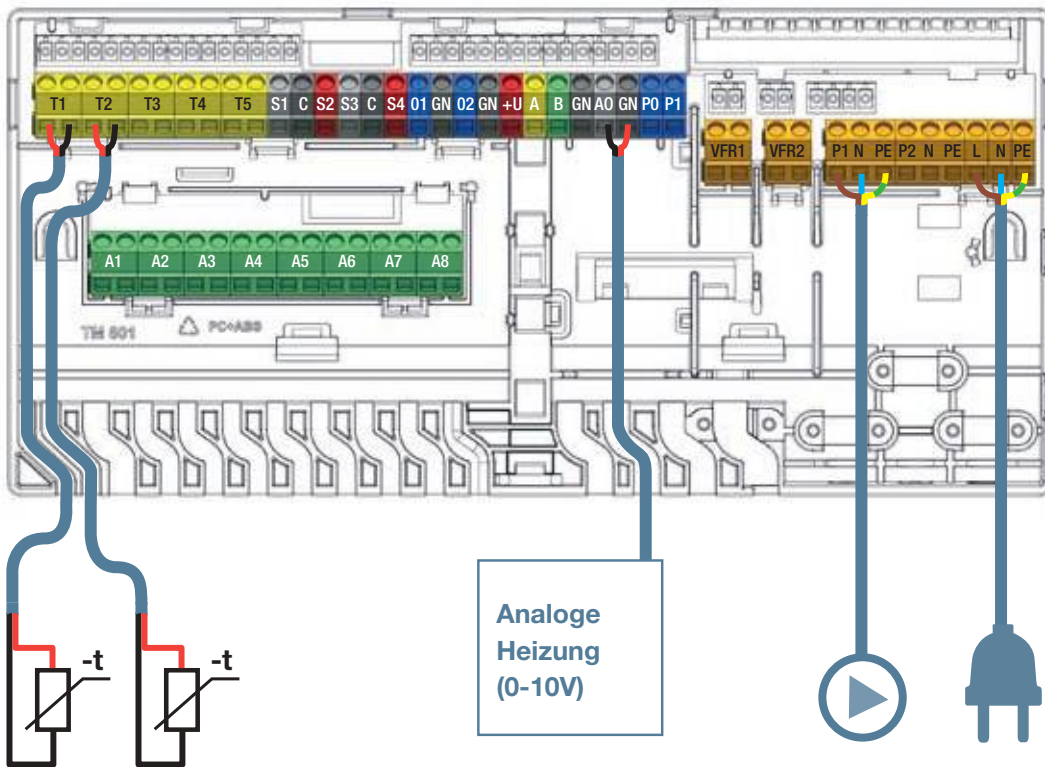 T1 T2 T3 T4 T5 S1 C S2 S3 C S4 01 GN 02 GN +U A B GN AO GN P0 P1
VFR1 VFR2 P1 N PE P2 N PE L N PE
A1 A2 A3 A4 A5 A6 A7 A8
TM 801 PC+ABS
Analoge
Heizung
(0-10V)
-t -t